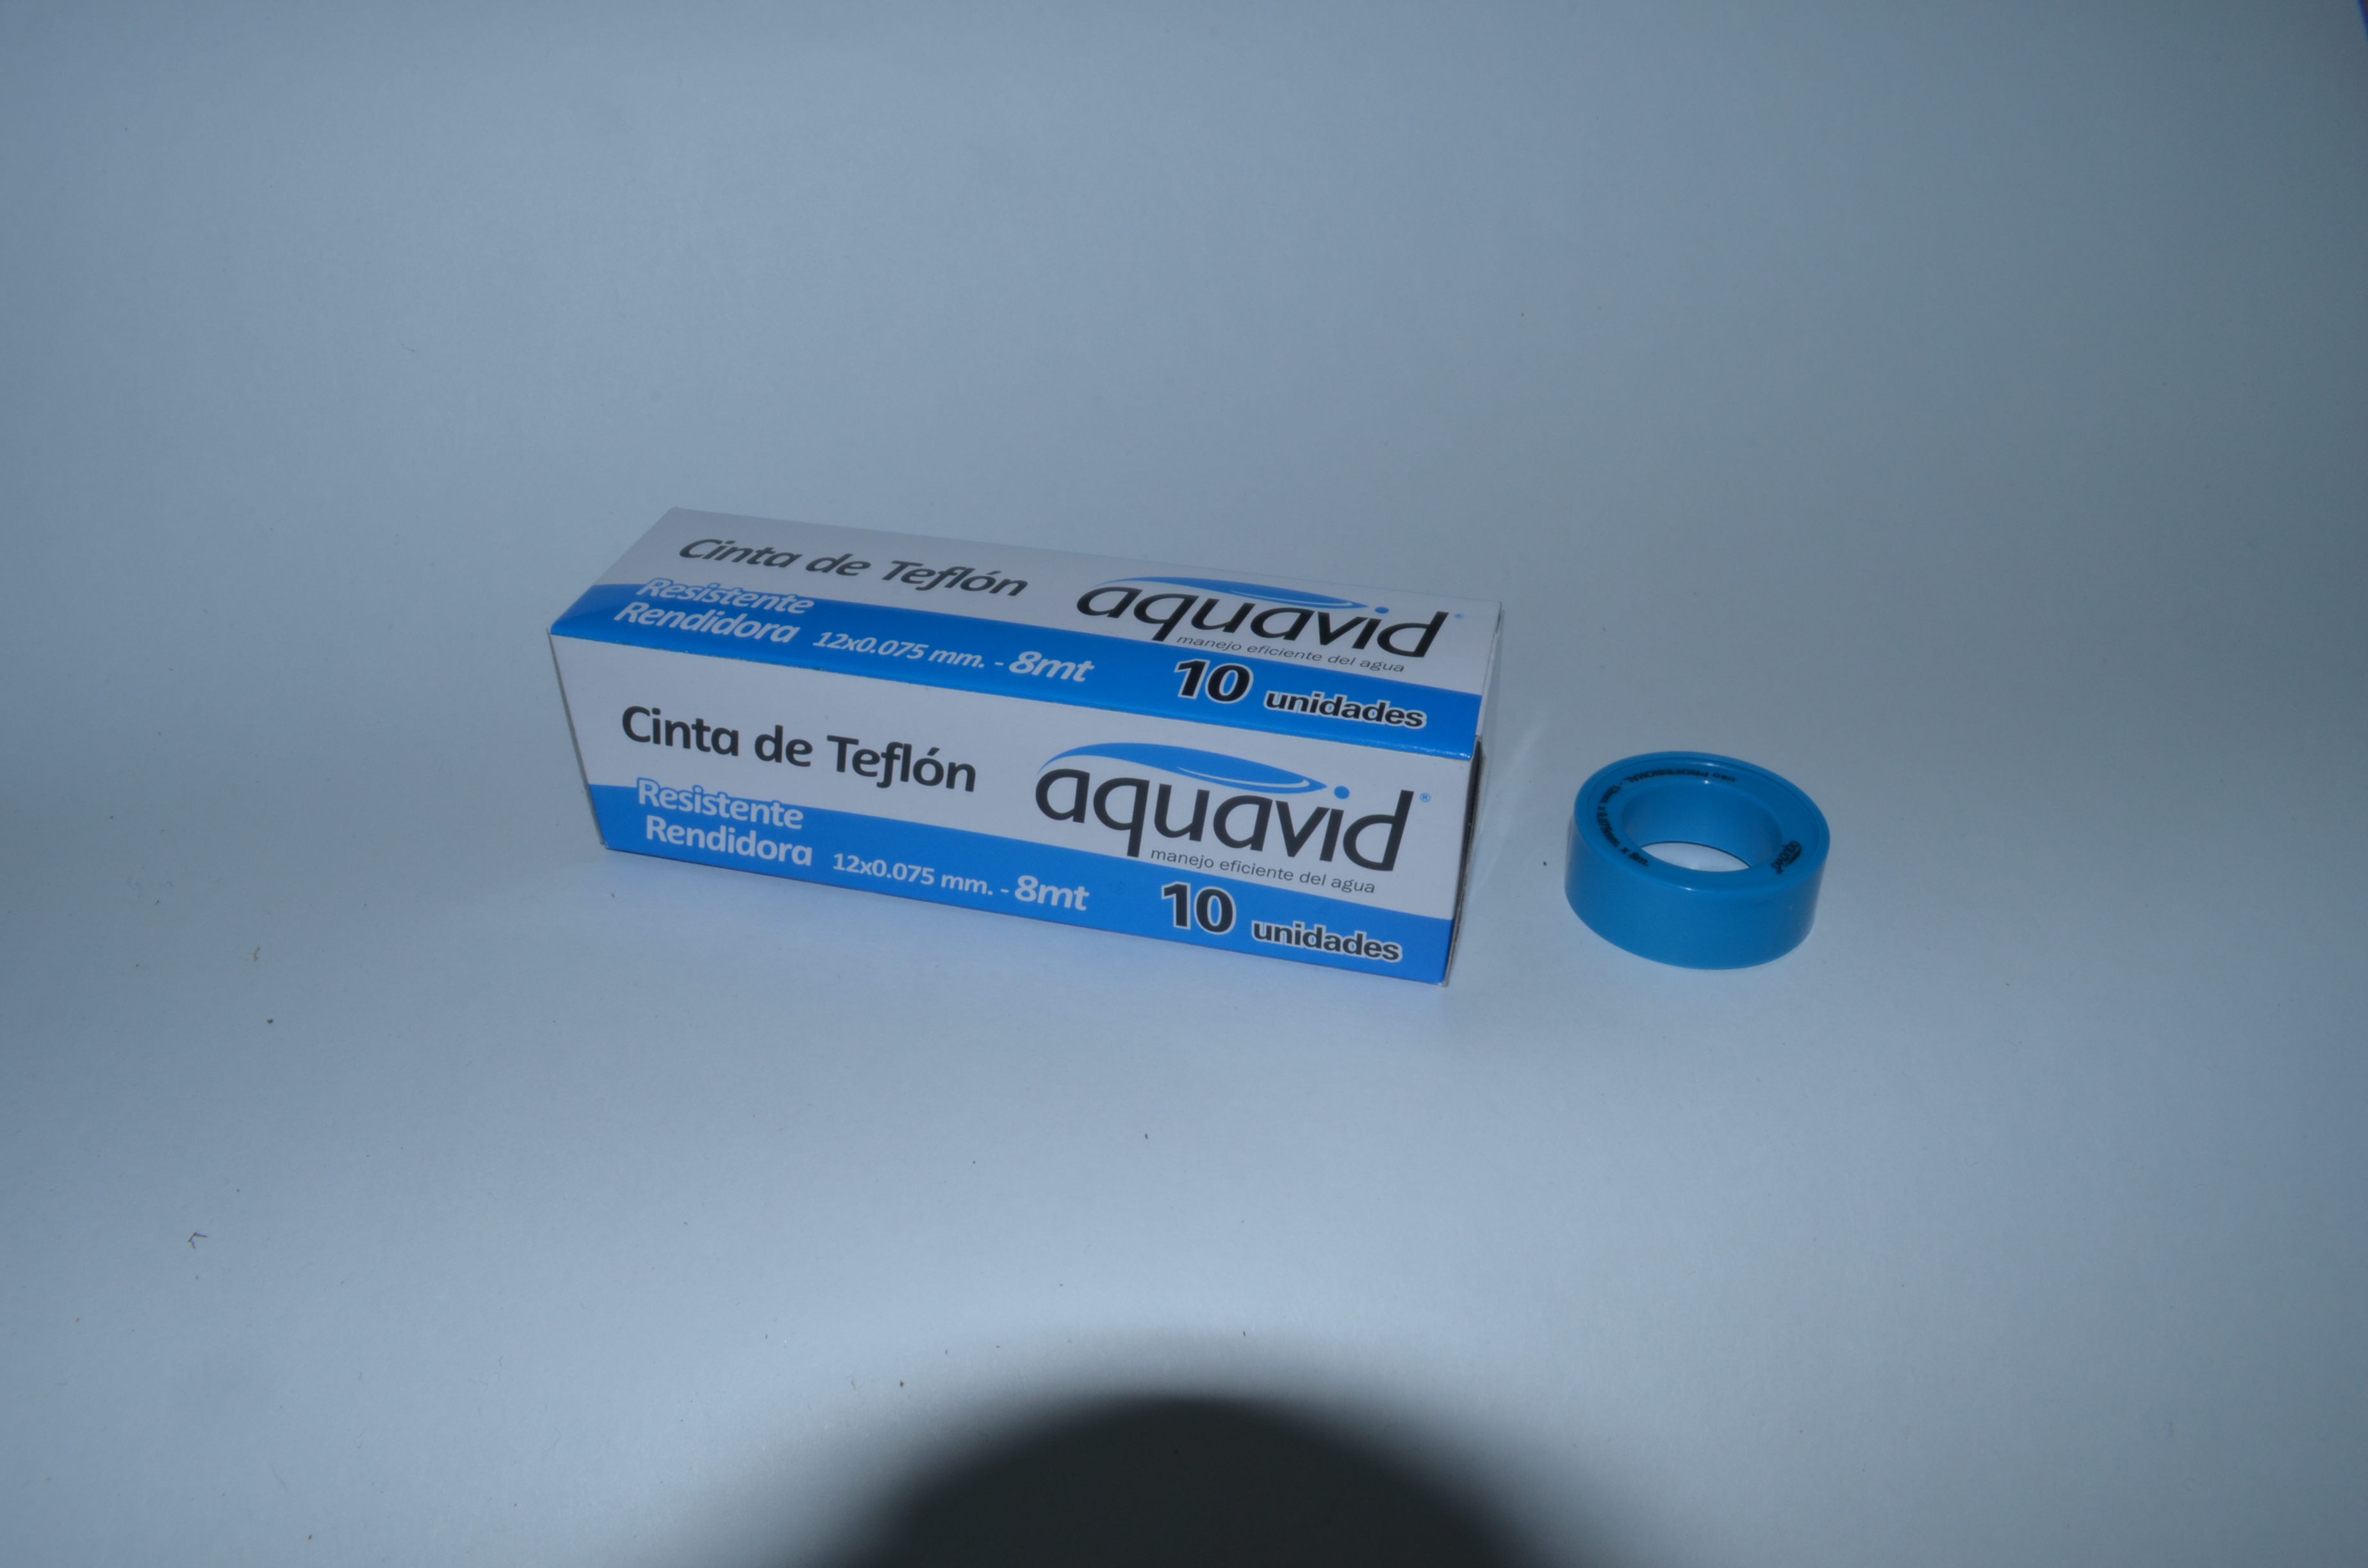 Cinta de Teflón
aquavid®
manejo eficiente del agua
Resistente
Rendidora 12x0.075 mm. - 8mt
10 unidades
Cinta de Teflón
aquavid®
manejo eficiente del agua
Resistente
Rendidora 12x0.075 mm. - 8mt
10 unidades
aquavid